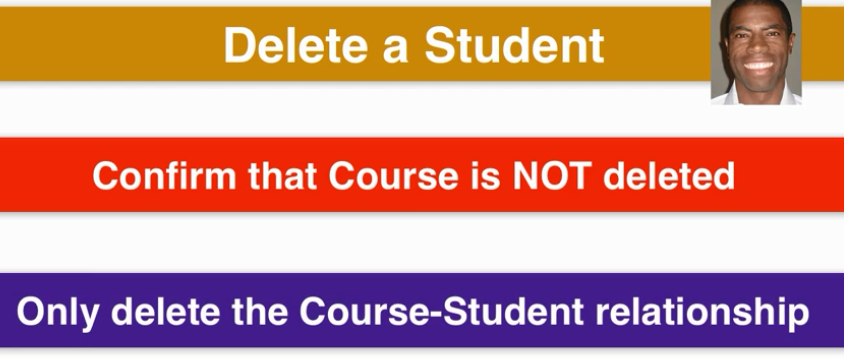 Delete a Student
Confirm that Course is NOT deleted
Only delete the Course-Student relationship